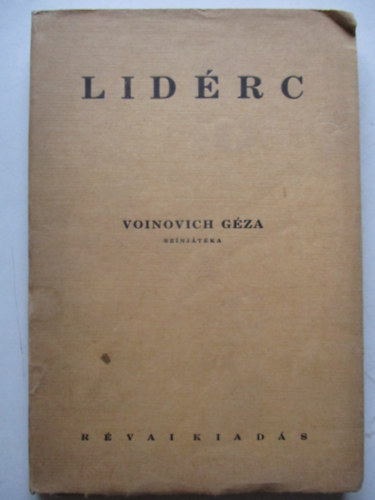 LIDÉRC
VOINOVICH GÉZA
SZÍNJÁTÉKA
RÉVAI KIADÁS